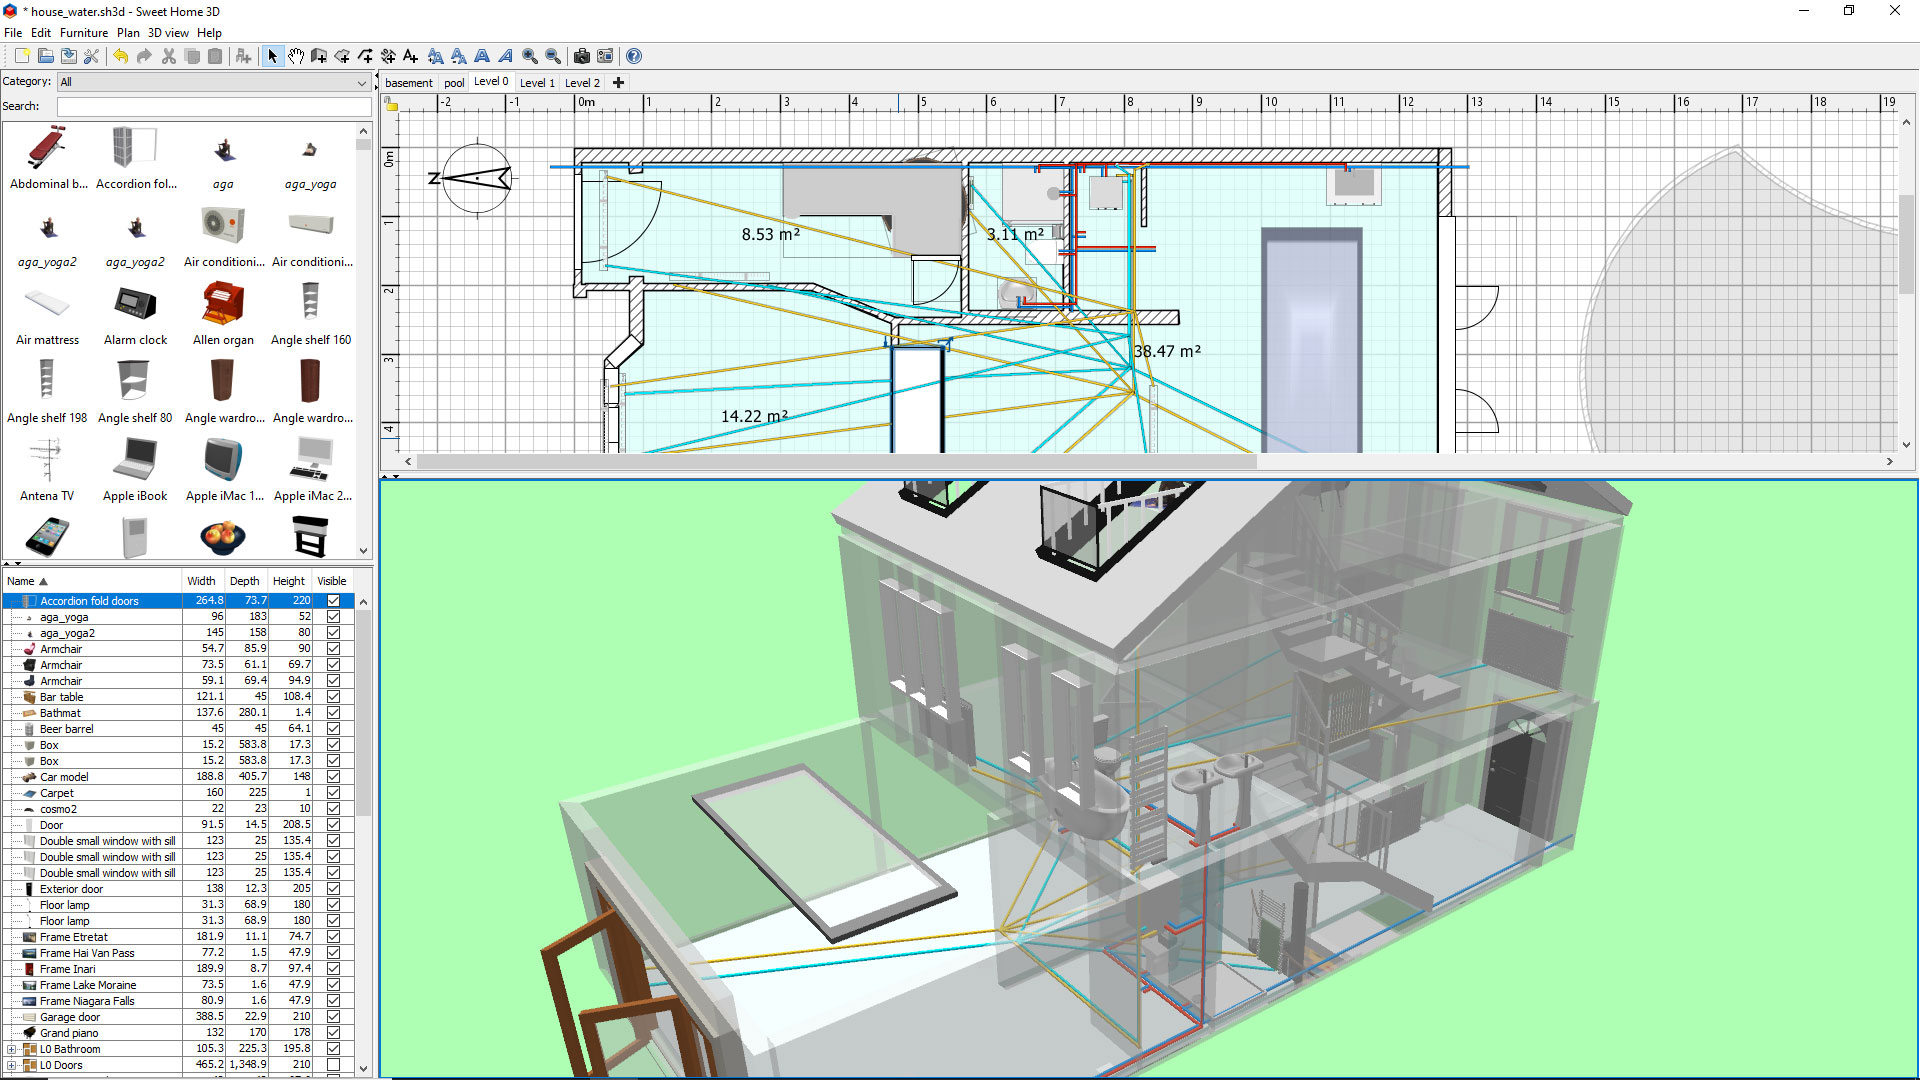 * house_water.sh3d - Sweet Home 3D
File Edit Furniture Plan 3D view Help
Category: All
Search:
Abdominal b... Accordion fol... aga aga_yoga
aga_yoga2 aga_yoga2 Air conditioni... Air conditioni...
Air mattress Alarm clock Allen organ Angle shelf 160
Angle shelf 198 Angle shelf 80 Angle wardro... Angle wardro...
Antena TV Apple iBook Apple iMac 1... Apple iMac 2...
Name Width Depth Height Visible
Accordion fold doors 264.8 73.7 220
aga_yoga 96 183 52
aga_yoga2 145 158 80
Armchair 54.7 85.9 90
Armchair 73.5 61.1 69.7
Armchair 59.1 69.4 94.9
Bar table 121.1 45 108.4
Bathmat 137.6 280.1 1.4
Beer barrel 45 45 64.1
Box 15.2 583.8 17.3
Box 15.2 583.8 17.3
Car model 188.8 405.7 148
Carpet 160 225 1
cosmo2 22 23 10
Door 91.5 14.5 208.5
Double small window with sill 123 25 135.4
Double small window with sill 123 25 135.4
Double small window with sill 123 25 135.4
Exterior door 138 12.3 205
Floor lamp 31.3 68.9 180
Floor lamp 31.3 68.9 180
Frame Etretat 181.9 11.1 74.7
Frame Hai Van Pass 77.2 1.5 47.9
Frame Inari 189.9 8.7 97.4
Frame Lake Moraine 73.5 1.6 47.9
Frame Niagara Falls 80.9 1.6 47.9
Garage door 388.5 22.9 210
Grand piano 132 170 178
L0 Bathroom 105.3 225.3 195.8
L0 Doors 465.2 1,348.9 210
basement pool Level 0 Level 1 Level 2
-2 -1 0m 1 2 3 4 5 6 7 8 9 10 11 12 13 14 15 16 17 18 19
0m
1
2
3
4
N
8.53 m²
3.11 m²
38.47 m²
14.22 m²